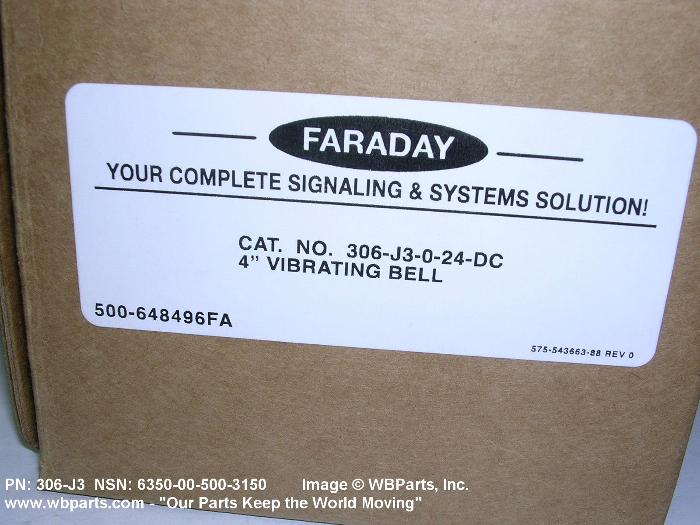 FARADAY
YOUR COMPLETE SIGNALING & SYSTEMS SOLUTION!
CAT. NO. 306-J3-0-24-DC
4" VIBRATING BELL
500-648496FA
575-543663-88 REV 0
PN: 306-J3 NSN: 6350-00-500-3150 Image © WBParts, Inc.
www.wbparts.com - "Our Parts Keep the World Moving"